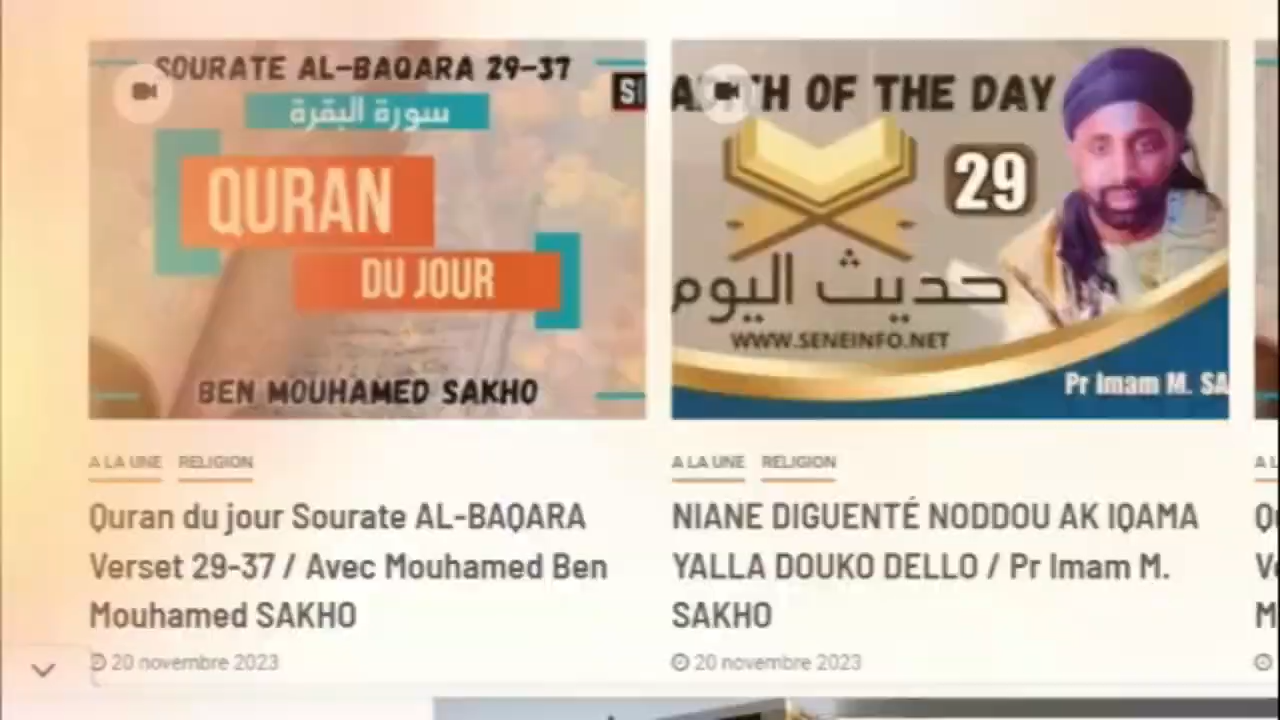 SOURATE AL-BAQARA 29-37
سورة البقرة
QURAN
DU JOUR
BEN MOUHAMED SAKHO
H OF THE DAY
29
حديث اليوم
WWW.SENEINFO.NET
Pr Imam M. SA
A LA UNE RELIGION
Quran du jour Sourate AL-BAQARA
Verset 29-37 / Avec Mouhamed Ben
Mouhamed SAKHO
20 novembre 2023
A LA UNE RELIGION
NIANE DIGUENTÉ NODDOU AK IQAMA
YALLA DOUKO DELLO / Pr Imam M.
SAKHO
20 novembre 2023